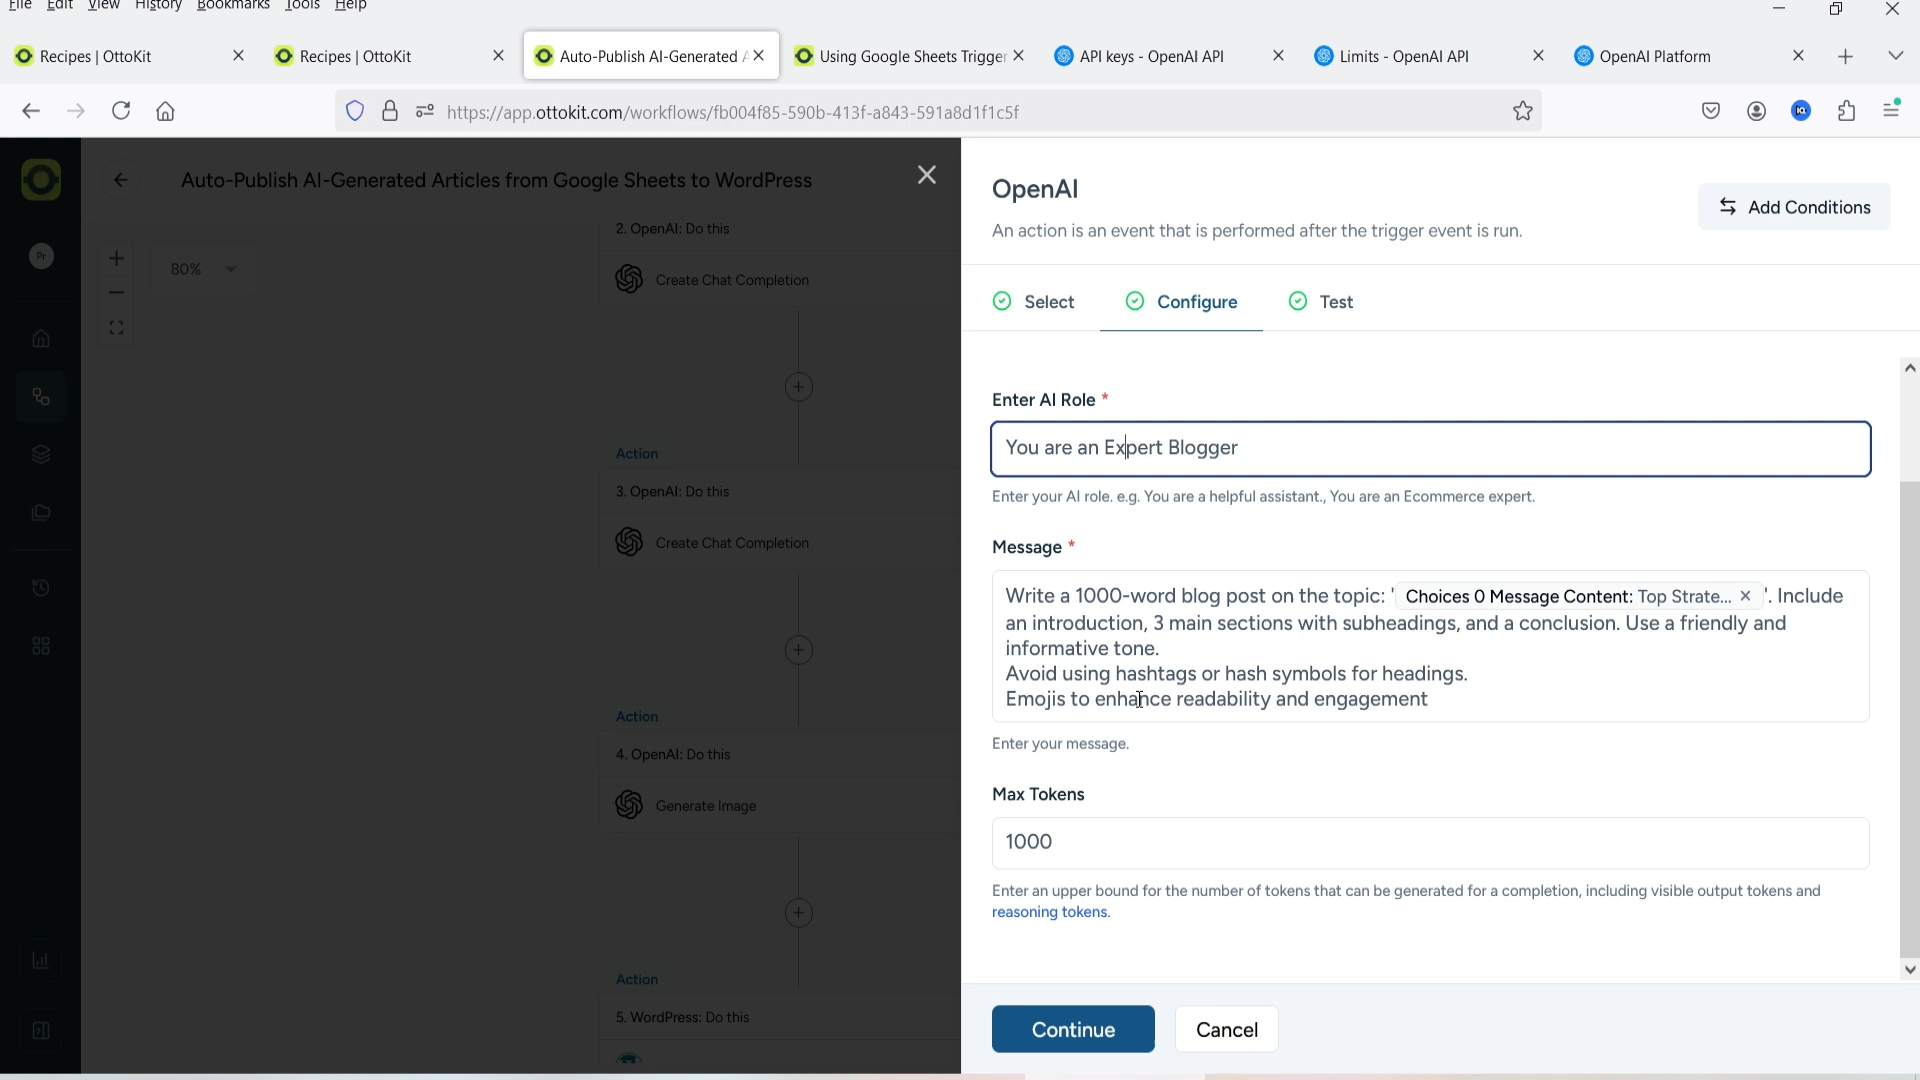 File Edit View History Bookmarks Tools Help
Recipes | OttoKit
Recipes | OttoKit
Auto-Publish AI-Generated
Using Google Sheets Trigger
API keys - OpenAI API
Limits - OpenAI API
OpenAI Platform
https://app.ottokit.com/workflows/fb004f85-590b-413f-a843-591a8d1f1c5f
Pr
Auto-Publish AI-Generated Articles from Google Sheets to WordPress
80%
2. OpenAI: Do this
Create Chat Completion
Action
3. OpenAI: Do this
Create Chat Completion
Action
4. OpenAI: Do this
Generate Image
Action
5. WordPress: Do this
OpenAI
An action is an event that is performed after the trigger event is run.
Add Conditions
Select
Configure
Test
Enter AI Role *
You are an Expert Blogger
Enter your AI role. e.g. You are a helpful assistant., You are an Ecommerce expert.
Message *
Write a 1000-word blog post on the topic: 'Choices 0 Message Content: Top Strate... ×'. Include
an introduction, 3 main sections with subheadings, and a conclusion. Use a friendly and
informative tone.
Avoid using hashtags or hash symbols for headings.
Emojis to enhance readability and engagement
Enter your message.
Max Tokens
1000
Enter an upper bound for the number of tokens that can be generated for a completion, including visible output tokens and
reasoning tokens.
Continue
Cancel